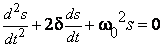 d²s/dt² + 2δ ds/dt + ω₀²s = 0